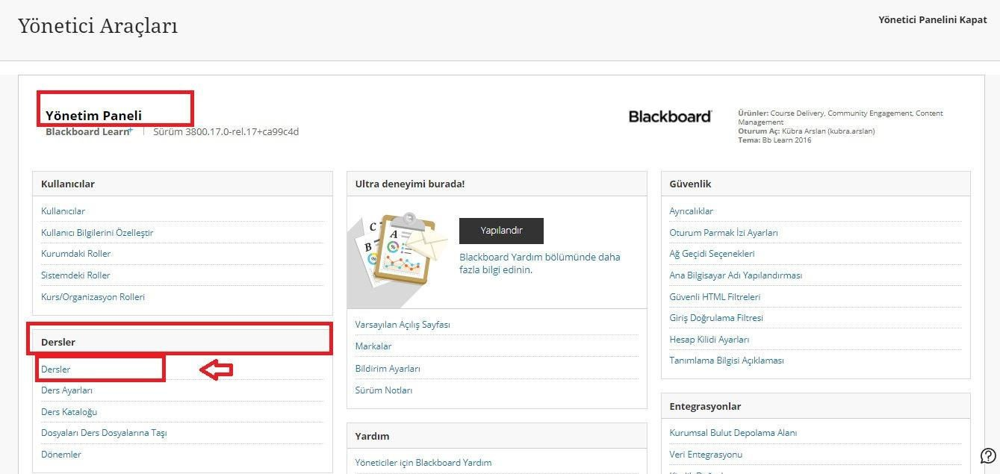 Yönetici Araçları
Yönetici Panelini Kapat
Yönetim Paneli
Blackboard Learn+ | Sürüm 3800.17.0-rel.17+ca99c4d
Blackboard
Ürünler: Course Delivery, Community Engagement, Content
Management
Oturum Aç: Kübra Arslan (kubra.arslan)
Tema: Bb Learn 2016
Kullanıcılar
Kullanıcılar
Kullanıcı Bilgilerini Özelleştir
Kurumdaki Roller
Sistemdeki Roller
Kurs/Organizasyon Rolleri
Dersler
Dersler
Ders Ayarları
Ders Kataloğu
Dosyaları Ders Dosyalarına Taşı
Dönemler
Ultra deneyimi burada!
C
B
A
%
%
Yapılandır
Blackboard Yardım bölümünde daha
fazla bilgi edinin.
Varsayılan Açılış Sayfası
Markalar
Bildirim Ayarları
Sürüm Notları
Yardım
Yöneticiler için Blackboard Yardım
Güvenlik
Ayrıcalıklar
Oturum Parmak İzi Ayarları
Ağ Geçidi Seçenekleri
Ana Bilgisayar Adı Yapılandırması
Güvenli HTML Filtreleri
Giriş Doğrulama Filtresi
Hesap Kilidi Ayarları
Tanımlama Bilgisi Açıklaması
Entegrasyonlar
Kurumsal Bulut Depolama Alanı
Veri Entegrasyonu
?